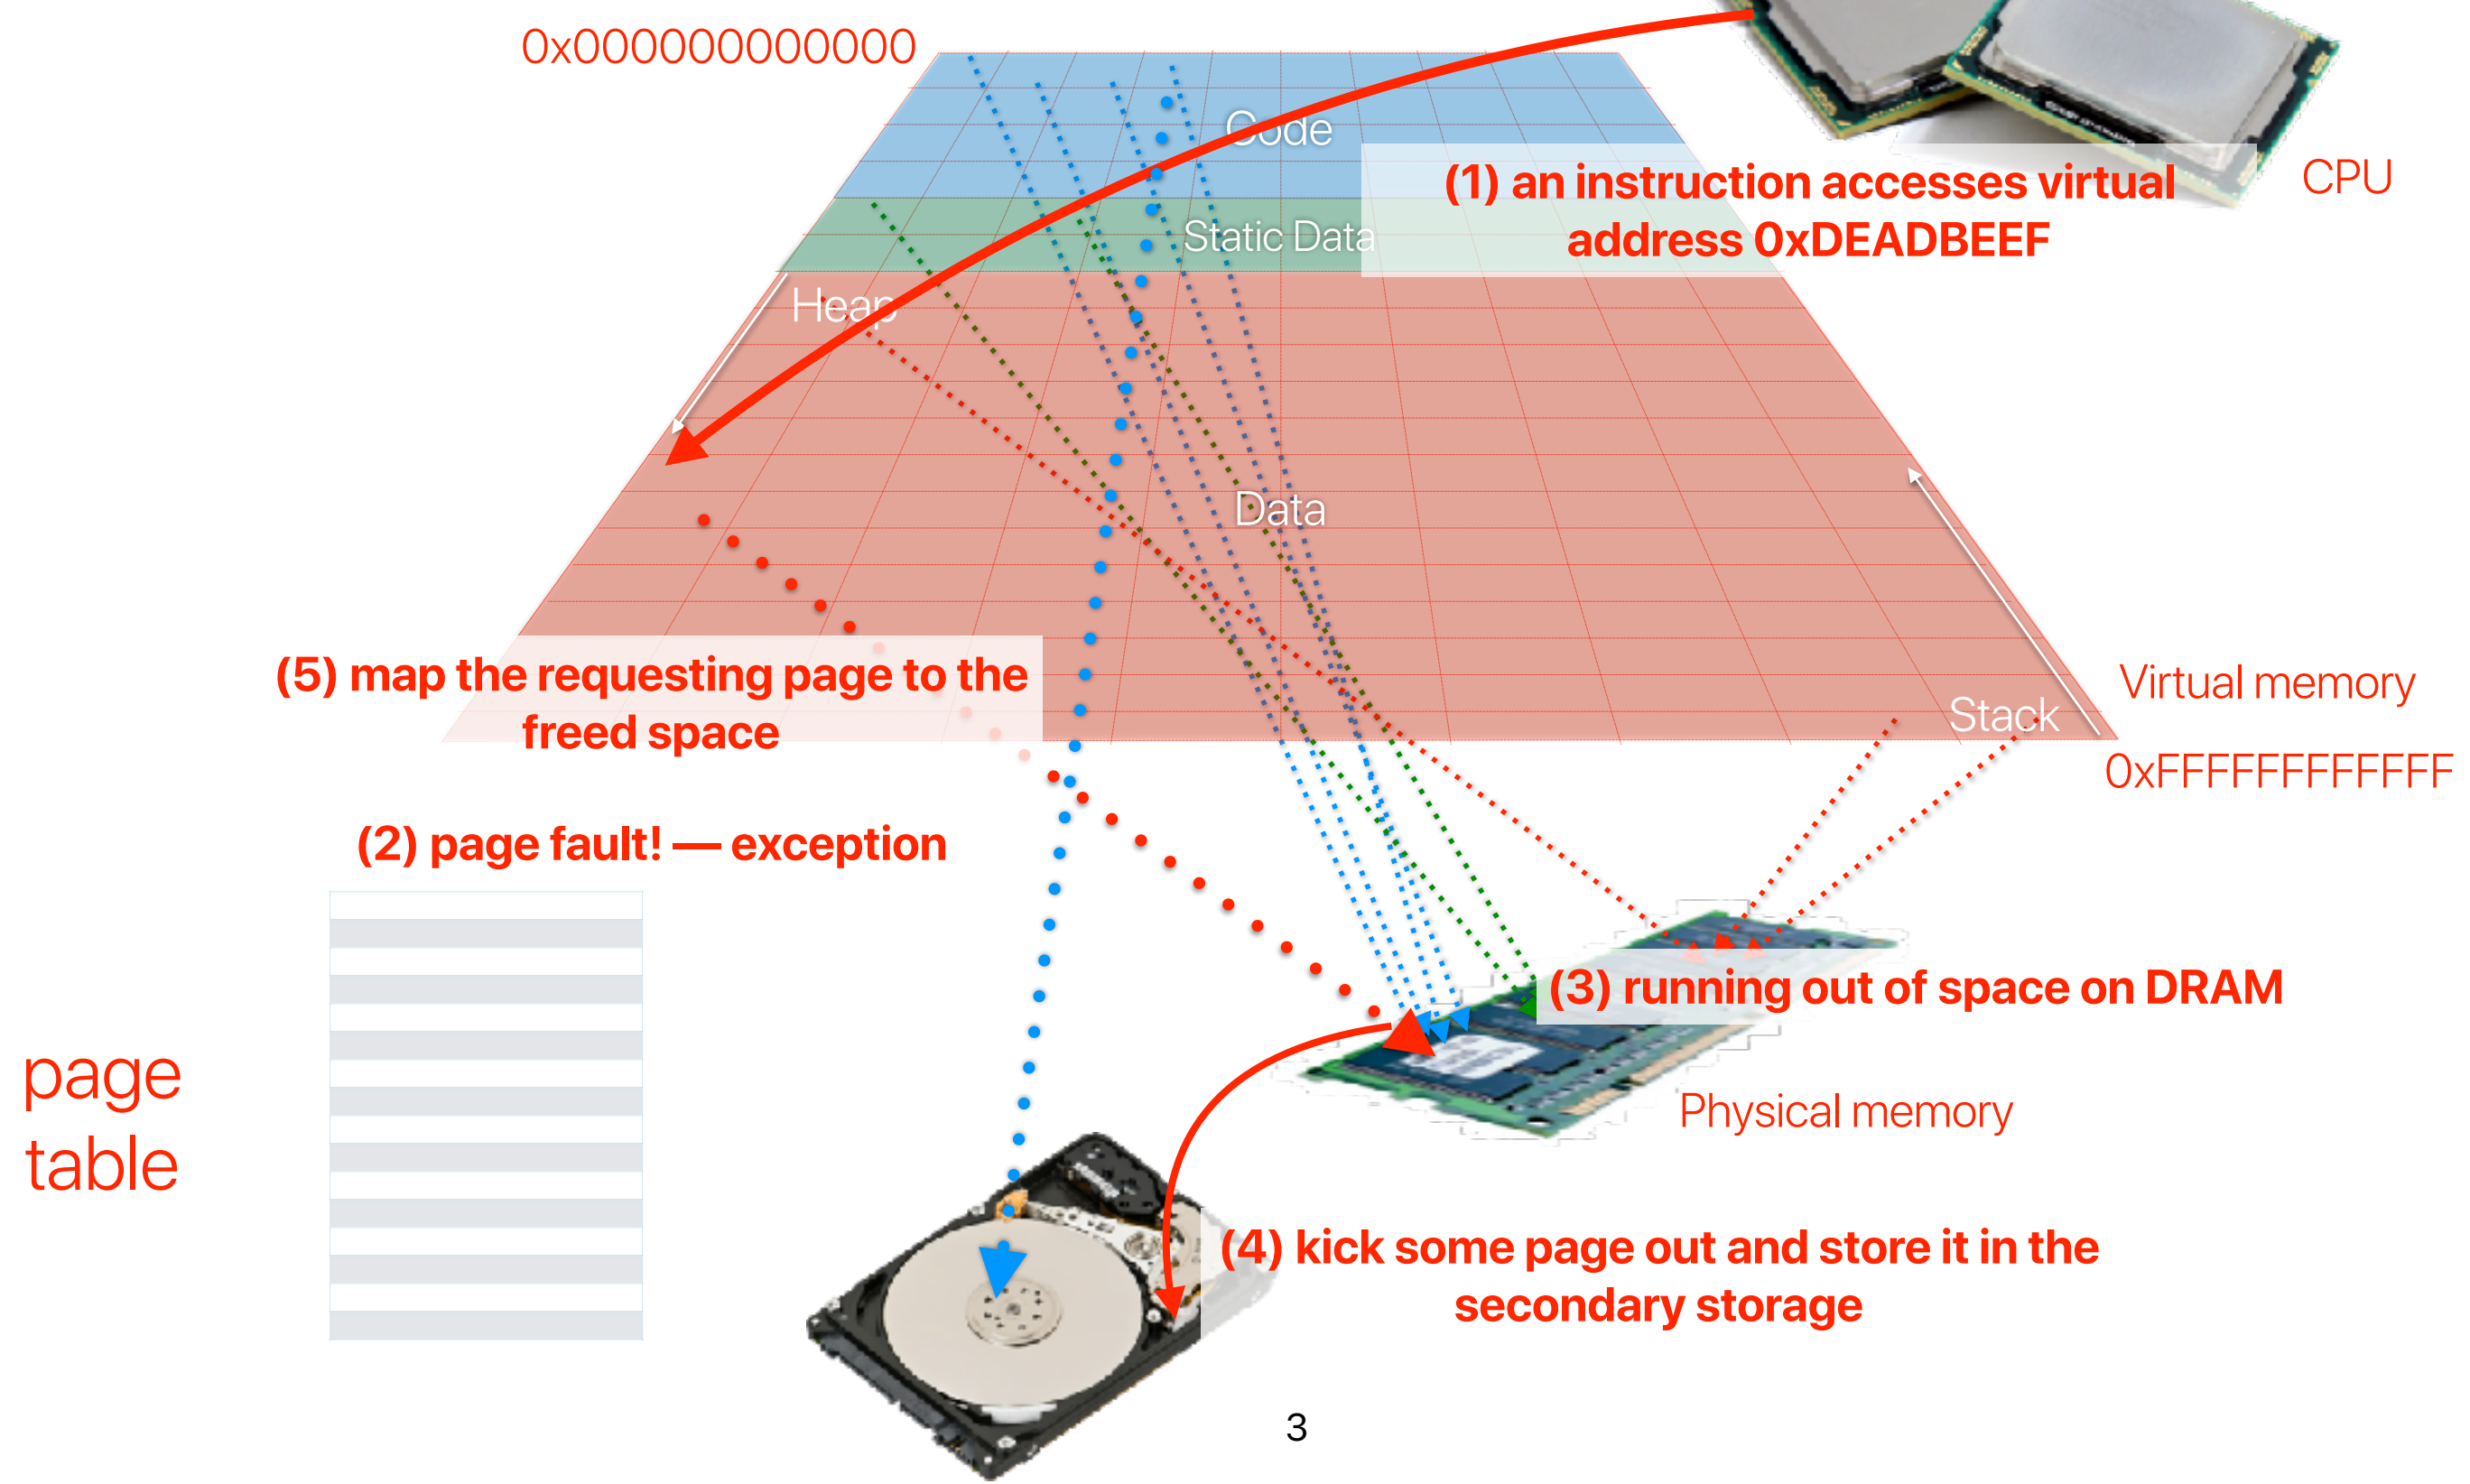 0x000000000000
Code
(1) an instruction accesses virtual
address 0xDEADBEEF
CPU
Static Data
Heap
Data
(5) map the requesting page to the
freed space
Virtual memory
Stack
0xFFFFFFFFFFFF
(2) page fault! — exception
(3) running out of space on DRAM
page
table
Physical memory
(4) kick some page out and store it in the
secondary storage
3